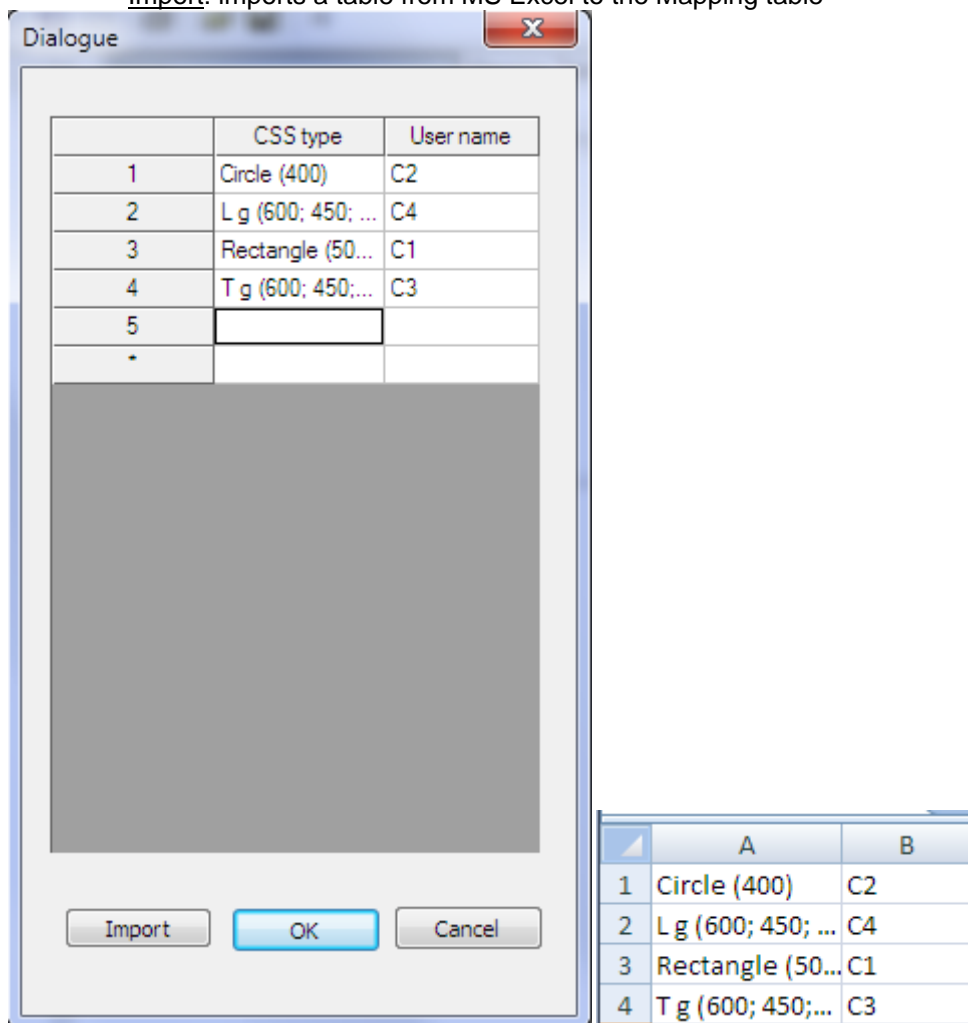 Import: imports a table from MS Excel to the Mapping table
Dialogue
CSS type User name
1 Circle (400) C2
2 L g (600; 450; ... C4
3 Rectangle (50... C1
4 T g (600; 450;... C3
5
*
Import OK Cancel
A B
1 Circle (400) C2
2 L g (600; 450; ... C4
3 Rectangle (50... C1
4 T g (600; 450;... C3